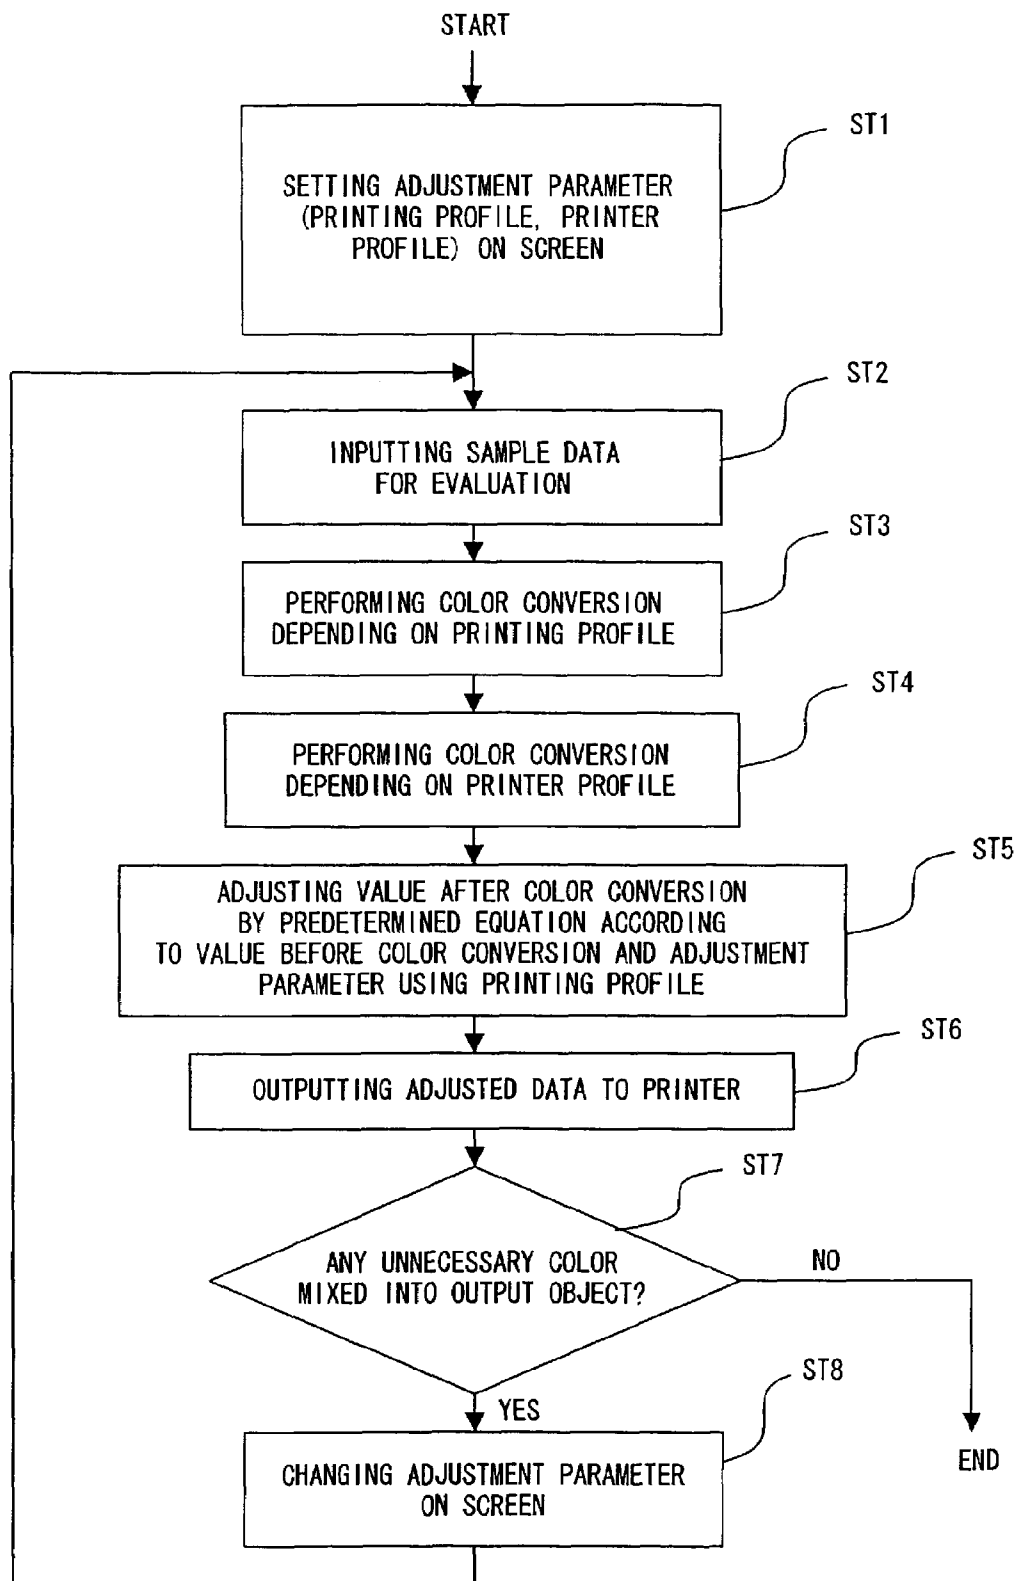 START
ST1
SETTING ADJUSTMENT PARAMETER
(PRINTING PROFILE, PRINTER
PROFILE) ON SCREEN
ST2
INPUTTING SAMPLE DATA
FOR EVALUATION
ST3
PERFORMING COLOR CONVERSION
DEPENDING ON PRINTING PROFILE
ST4
PERFORMING COLOR CONVERSION
DEPENDING ON PRINTER PROFILE
ST5
ADJUSTING VALUE AFTER COLOR CONVERSION
BY PREDETERMINED EQUATION ACCORDING
TO VALUE BEFORE COLOR CONVERSION AND ADJUSTMENT
PARAMETER USING PRINTING PROFILE
ST6
OUTPUTTING ADJUSTED DATA TO PRINTER
ST7
ANY UNNECESSARY COLOR
MIXED INTO OUTPUT OBJECT?
NO
ST8
YES
END
CHANGING ADJUSTMENT PARAMETER
ON SCREEN